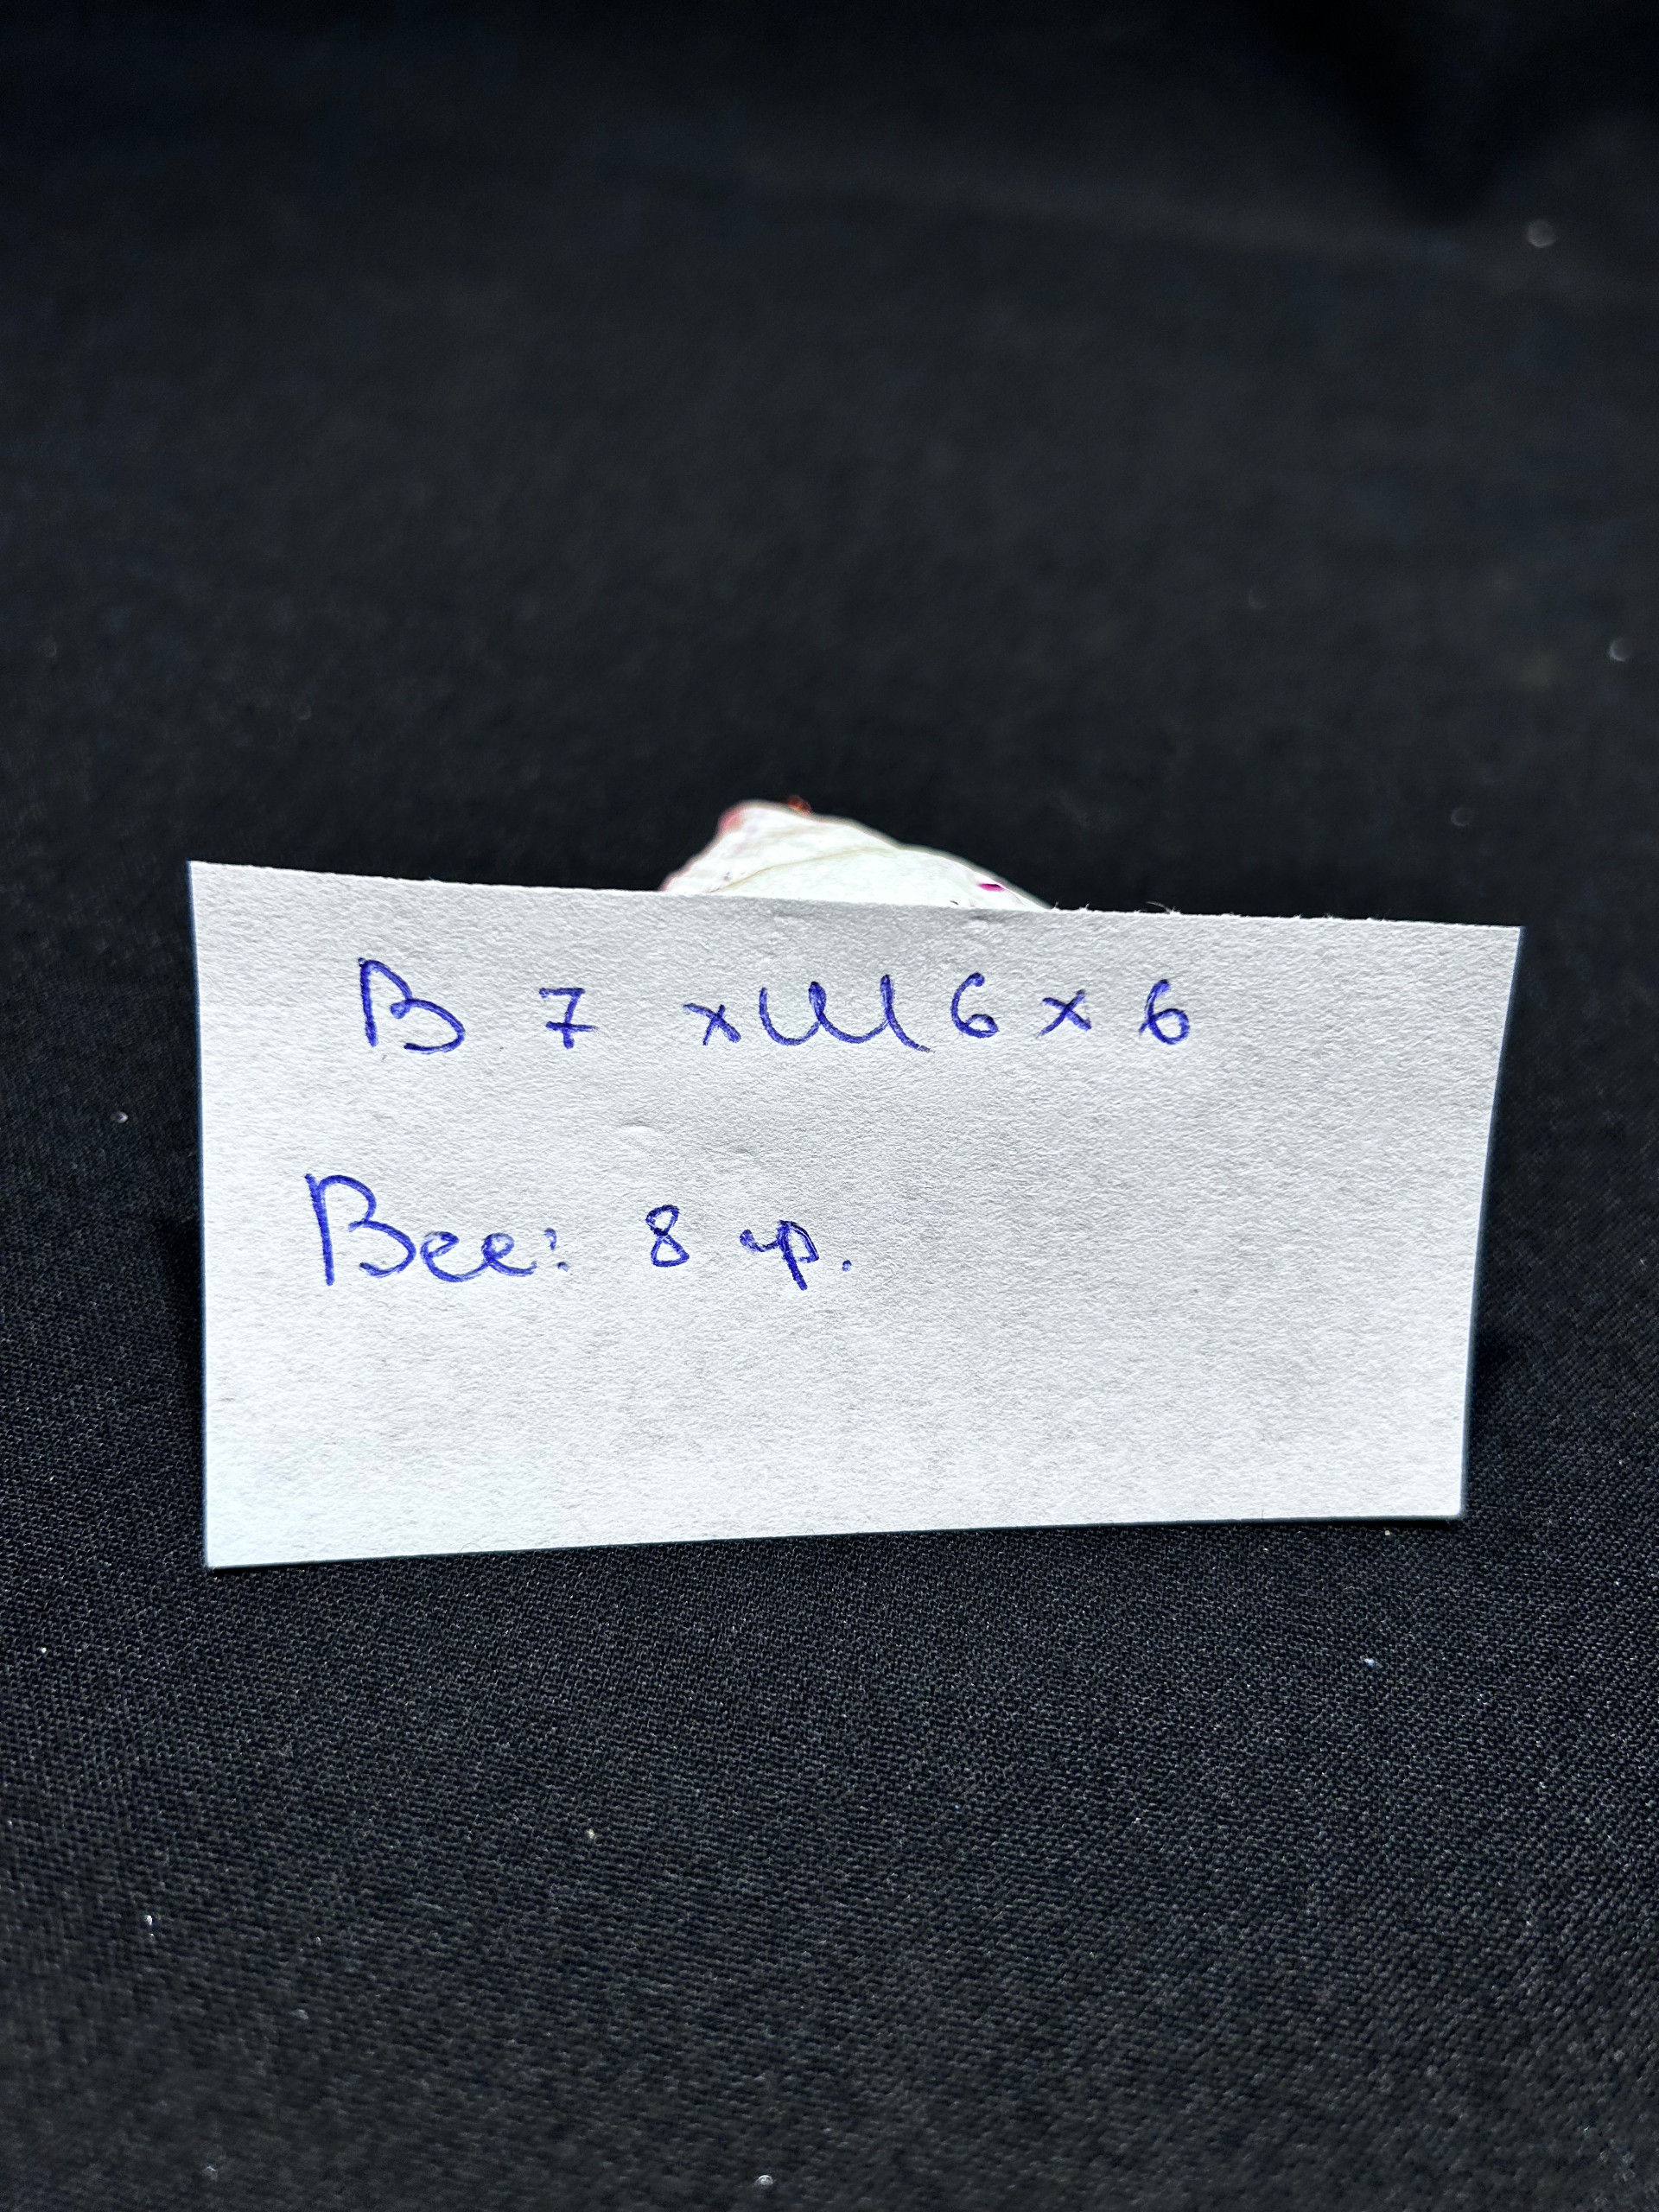 В 7 х Ш 6 х 6
Вес: 8 гр.